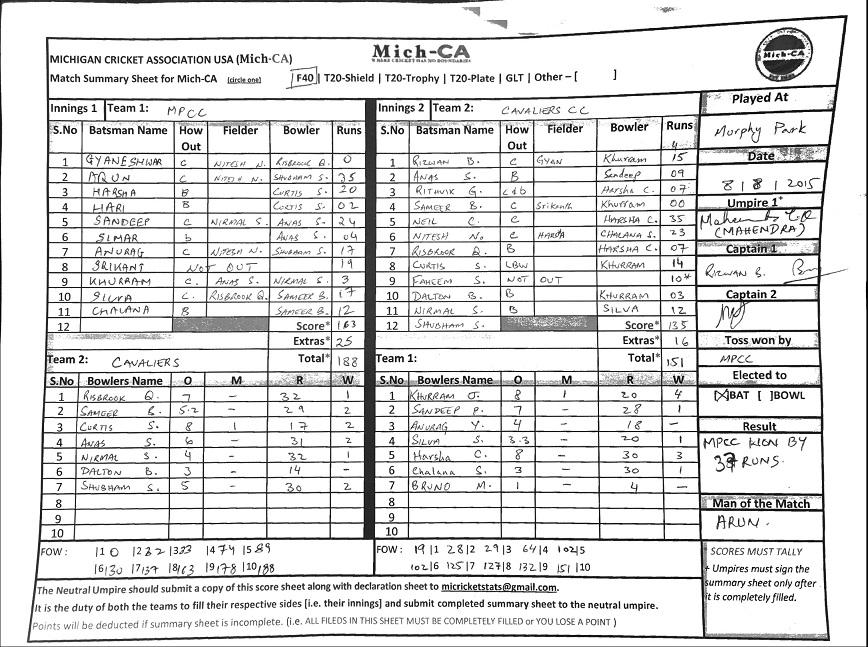 MICHIGAN CRICKET ASSOCIATION USA (Mich-CA)
Mich-CA
WHERE CRICKET HAS NO BOUNDARIES
Match Summary Sheet for Mich-CA (circle one) F40 | T20-Shield | T20-Trophy | T20-Plate | GLT | Other – [ ]
Innings 1 Team 1: MPCC
S.No Batsman Name How Out Fielder Bowler Runs
1 GYANESHWAR C NITESH N. RISBROOK Q. 0
2 ARUN C NITESH N. SHUBHAM S. 35
3 HARSHA B CURTIS S. 20
4 HARI B CURTIS S. 02
5 SANDEEP C NIRMAL S. ANAS S. 24
6 SIMAR b ANAS S. 04
7 ANURAG C NITESH N. SHUBHAM S. 17
8 SRIKANT NOT OUT 19
9 KHURRAM C. ANAS S. NIRMAL S. 3
10 SILVA C RISBROOK Q. SAMEER B. 17
11 CHALANA B SAMEER B. 12
12 Score* 163
Extras* 25
Total* 188
Team 2: CAVALIERS
S.No Bowlers Name O M R W
1 RISBROOK Q. 7 – 32 1
2 SAMEER B. 5.2 – 29 2
3 CURTIS S. 8 1 17 2
4 ANAS S. 6 – 31 2
5 NIRMAL S. 4 – 32 1
6 DALTON B. 3 – 14 –
7 SHUBHAM S. 5 – 30 2
8
9
10
FOW : 1|0 2|32 3|33 4|74 5|89
6|130 7|137 8|163 9|178 10|188
Innings 2 Team 2: CAVALIERS CC
S.No Batsman Name How Out Fielder Bowler Runs
1 RIZWAN B. C GYAN Khurram 15
2 ANAS S. B Sandeep 09
3 RITHVIK G. c&b Harsha C. 07
4 SAMEER B. C Srikanth Khurram 00
5 NEIL C. C HARSHA C. 35
6 NITESH N. C HARSHA CHALANA S. 23
7 RISBROOK Q. B HARSHA C. 07
8 CURTIS S. LBW KHURRAM 14
9 FAHEEM S. NOT OUT 10*
10 DALTON B. B KHURRAM 03
11 NIRMAL S. B SILVA 12
12 SHUBHAM S. Score* 135
Extras* 16
Total* 151
Team 1:
S.No Bowlers Name O M R W
1 KHURRAM J. 8 1 20 4
2 SANDEEP P. 7 – 28 1
3 ANURAG Y. 4 – 18 –
4 SILVA S. 3.3 – 20 1
5 Harsha C. 8 – 30 3
6 Chalana S. 3 – 30 1
7 BRUNO M. 1 – 4 –
8
9
10
FOW : 19|1 28|2 29|3 64|4 102|5
102|6 125|7 127|8 132|9 151|10
Played At
Murphy Park
Date
8/8/2015
Umpire 1+
(MAHENDRA)
Captain 1
RIZWAN B.
Captain 2
Toss won by
MPCC
Elected to
[X]BAT [ ]BOWL
Result
MPCC WON BY
37 RUNS.
Man of the Match
ARUN.
*SCORES MUST TALLY
+ Umpires must sign the
summary sheet only after
it is completely filled.
The Neutral Umpire should submit a copy of this score sheet along with declaration sheet to micricketstats@gmail.com.
It is the duty of both the teams to fill their respective sides [i.e. their innings] and submit completed summary sheet to the neutral umpire.
Points will be deducted if summary sheet is incomplete. (i.e. ALL FILEDS IN THIS SHEET MUST BE COMPLETELY FILLED or YOU LOSE A POINT )